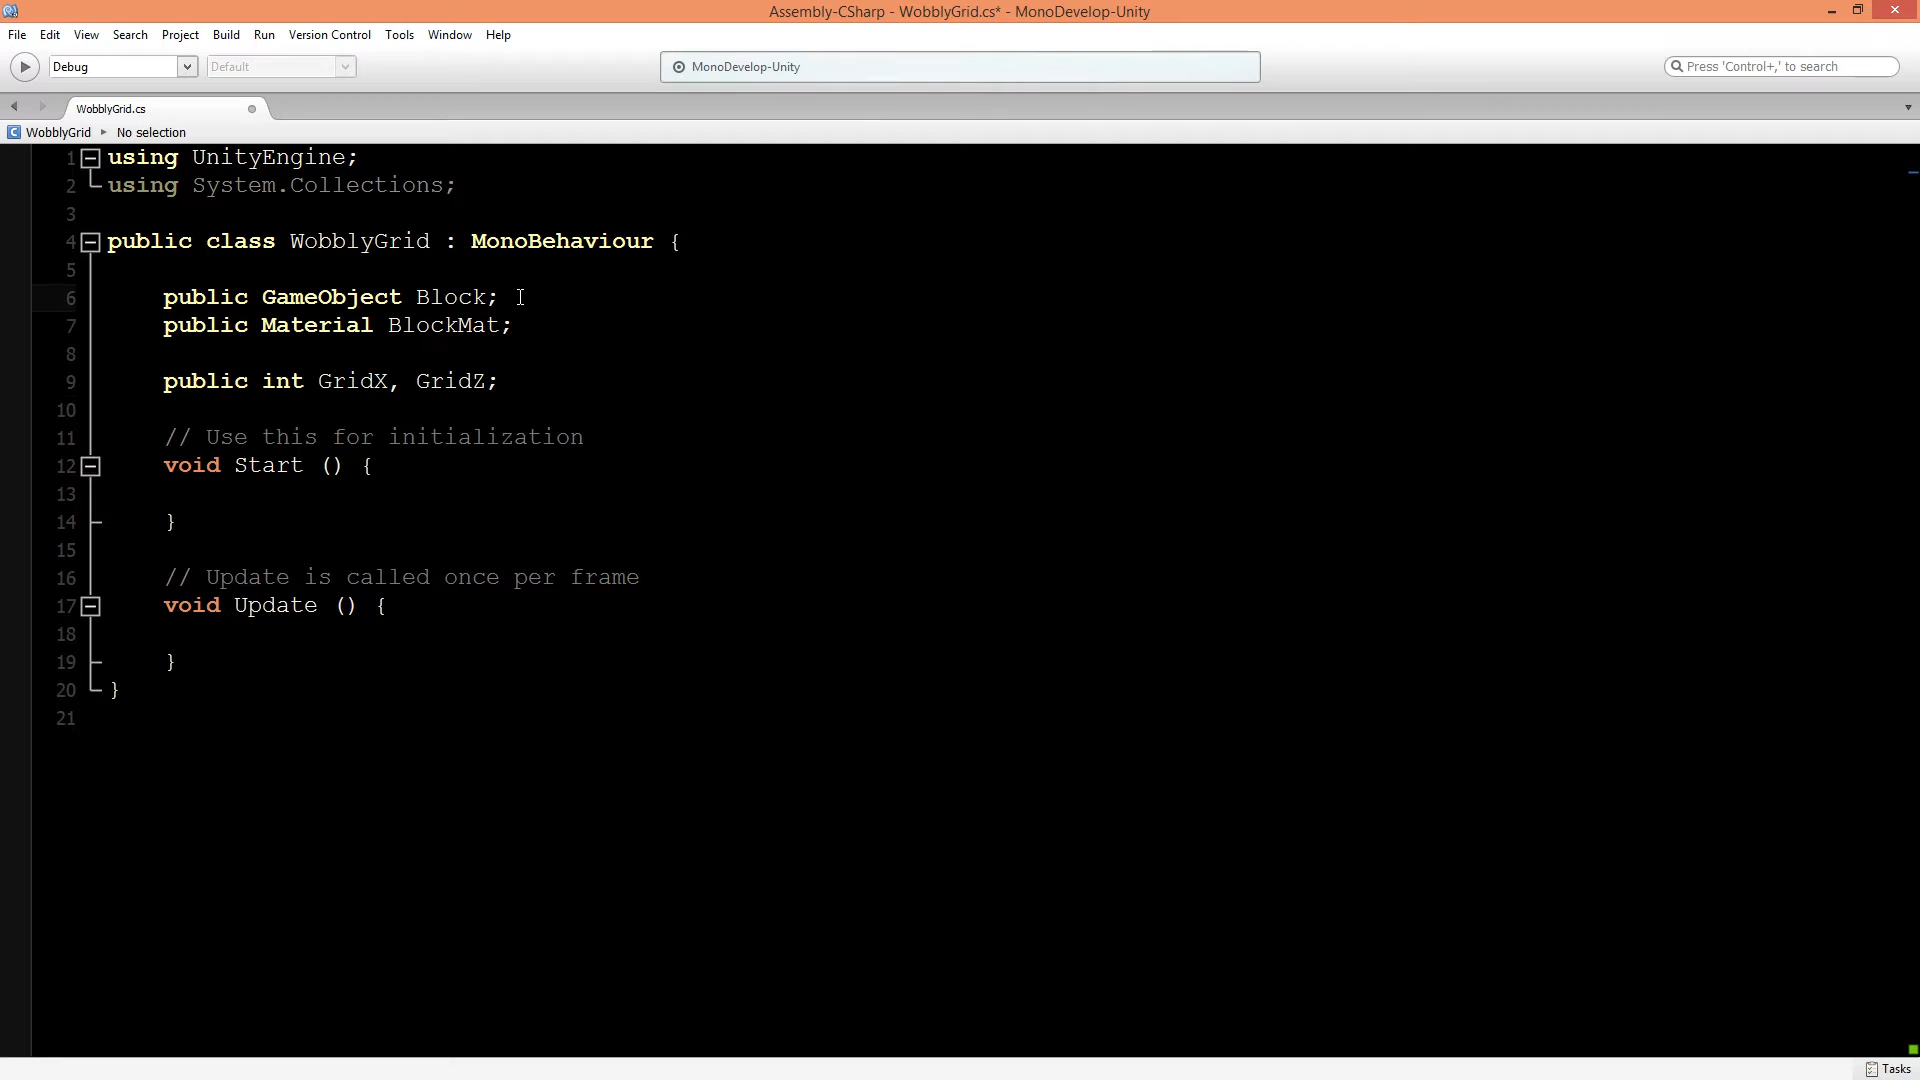 Assembly-CSharp - WobblyGrid.cs* - MonoDevelop-Unity
File Edit View Search Project Build Run Version Control Tools Window Help
Debug Default MonoDevelop-Unity Press 'Control+,' to search
WobblyGrid.cs
C WobblyGrid No selection
1 using UnityEngine;
2 using System.Collections;
3
4 public class WobblyGrid : MonoBehaviour {
5
6 public GameObject Block;
7 public Material BlockMat;
8
9 public int GridX, GridZ;
10
11 // Use this for initialization
12 void Start () {
13
14 }
15
16 // Update is called once per frame
17 void Update () {
18
19 }
20 }
21
Tasks